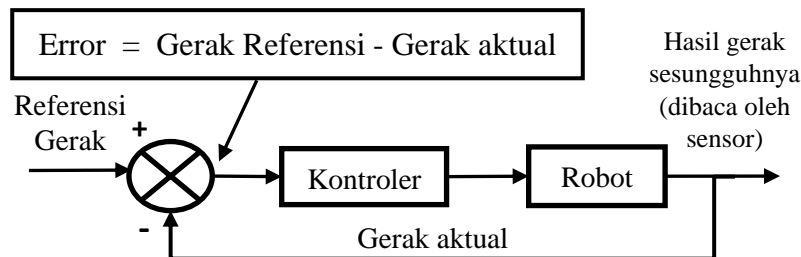 Error = Gerak Referensi - Gerak aktual
Hasil gerak
sesungguhnya
(dibaca oleh
sensor)
Referensi
Gerak
+
Kontroler
Robot
-
Gerak aktual